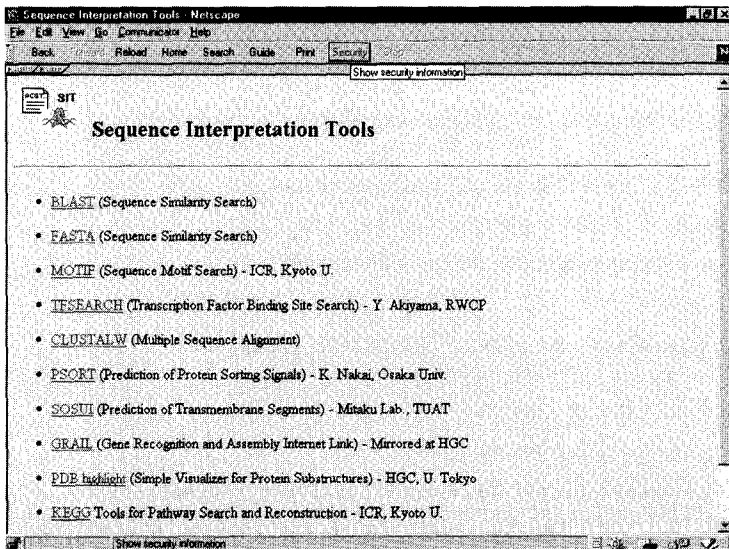 Sequence Interpretation Tools - Netscape
File Edit View Go Communicator Help
Back Forward Reload Home Search Guide Print Security Stop
Show security information
SIT
Sequence Interpretation Tools
BLAST (Sequence Similarity Search)
FASTA (Sequence Similarity Search)
MOTIF (Sequence Motif Search) - ICR, Kyoto U.
TFSEARCH (Transcription Factor Binding Site Search) - Y. Akiyama, RWCP
CLUSTALW (Multiple Sequence Alignment)
PSORT (Prediction of Protein Sorting Signals) - K. Nakai, Osaka Univ.
SOSUI (Prediction of Transmembrane Segments) - Mitaku Lab., TUAT
GRAIL (Gene Recognition and Assembly Internet Link) - Mirrored at HGC
PDB highlight (Simple Visualizer for Protein Substructures) - HGC, U. Tokyo
KEGG Tools for Pathway Search and Reconstruction - ICR, Kyoto U.
Show security information